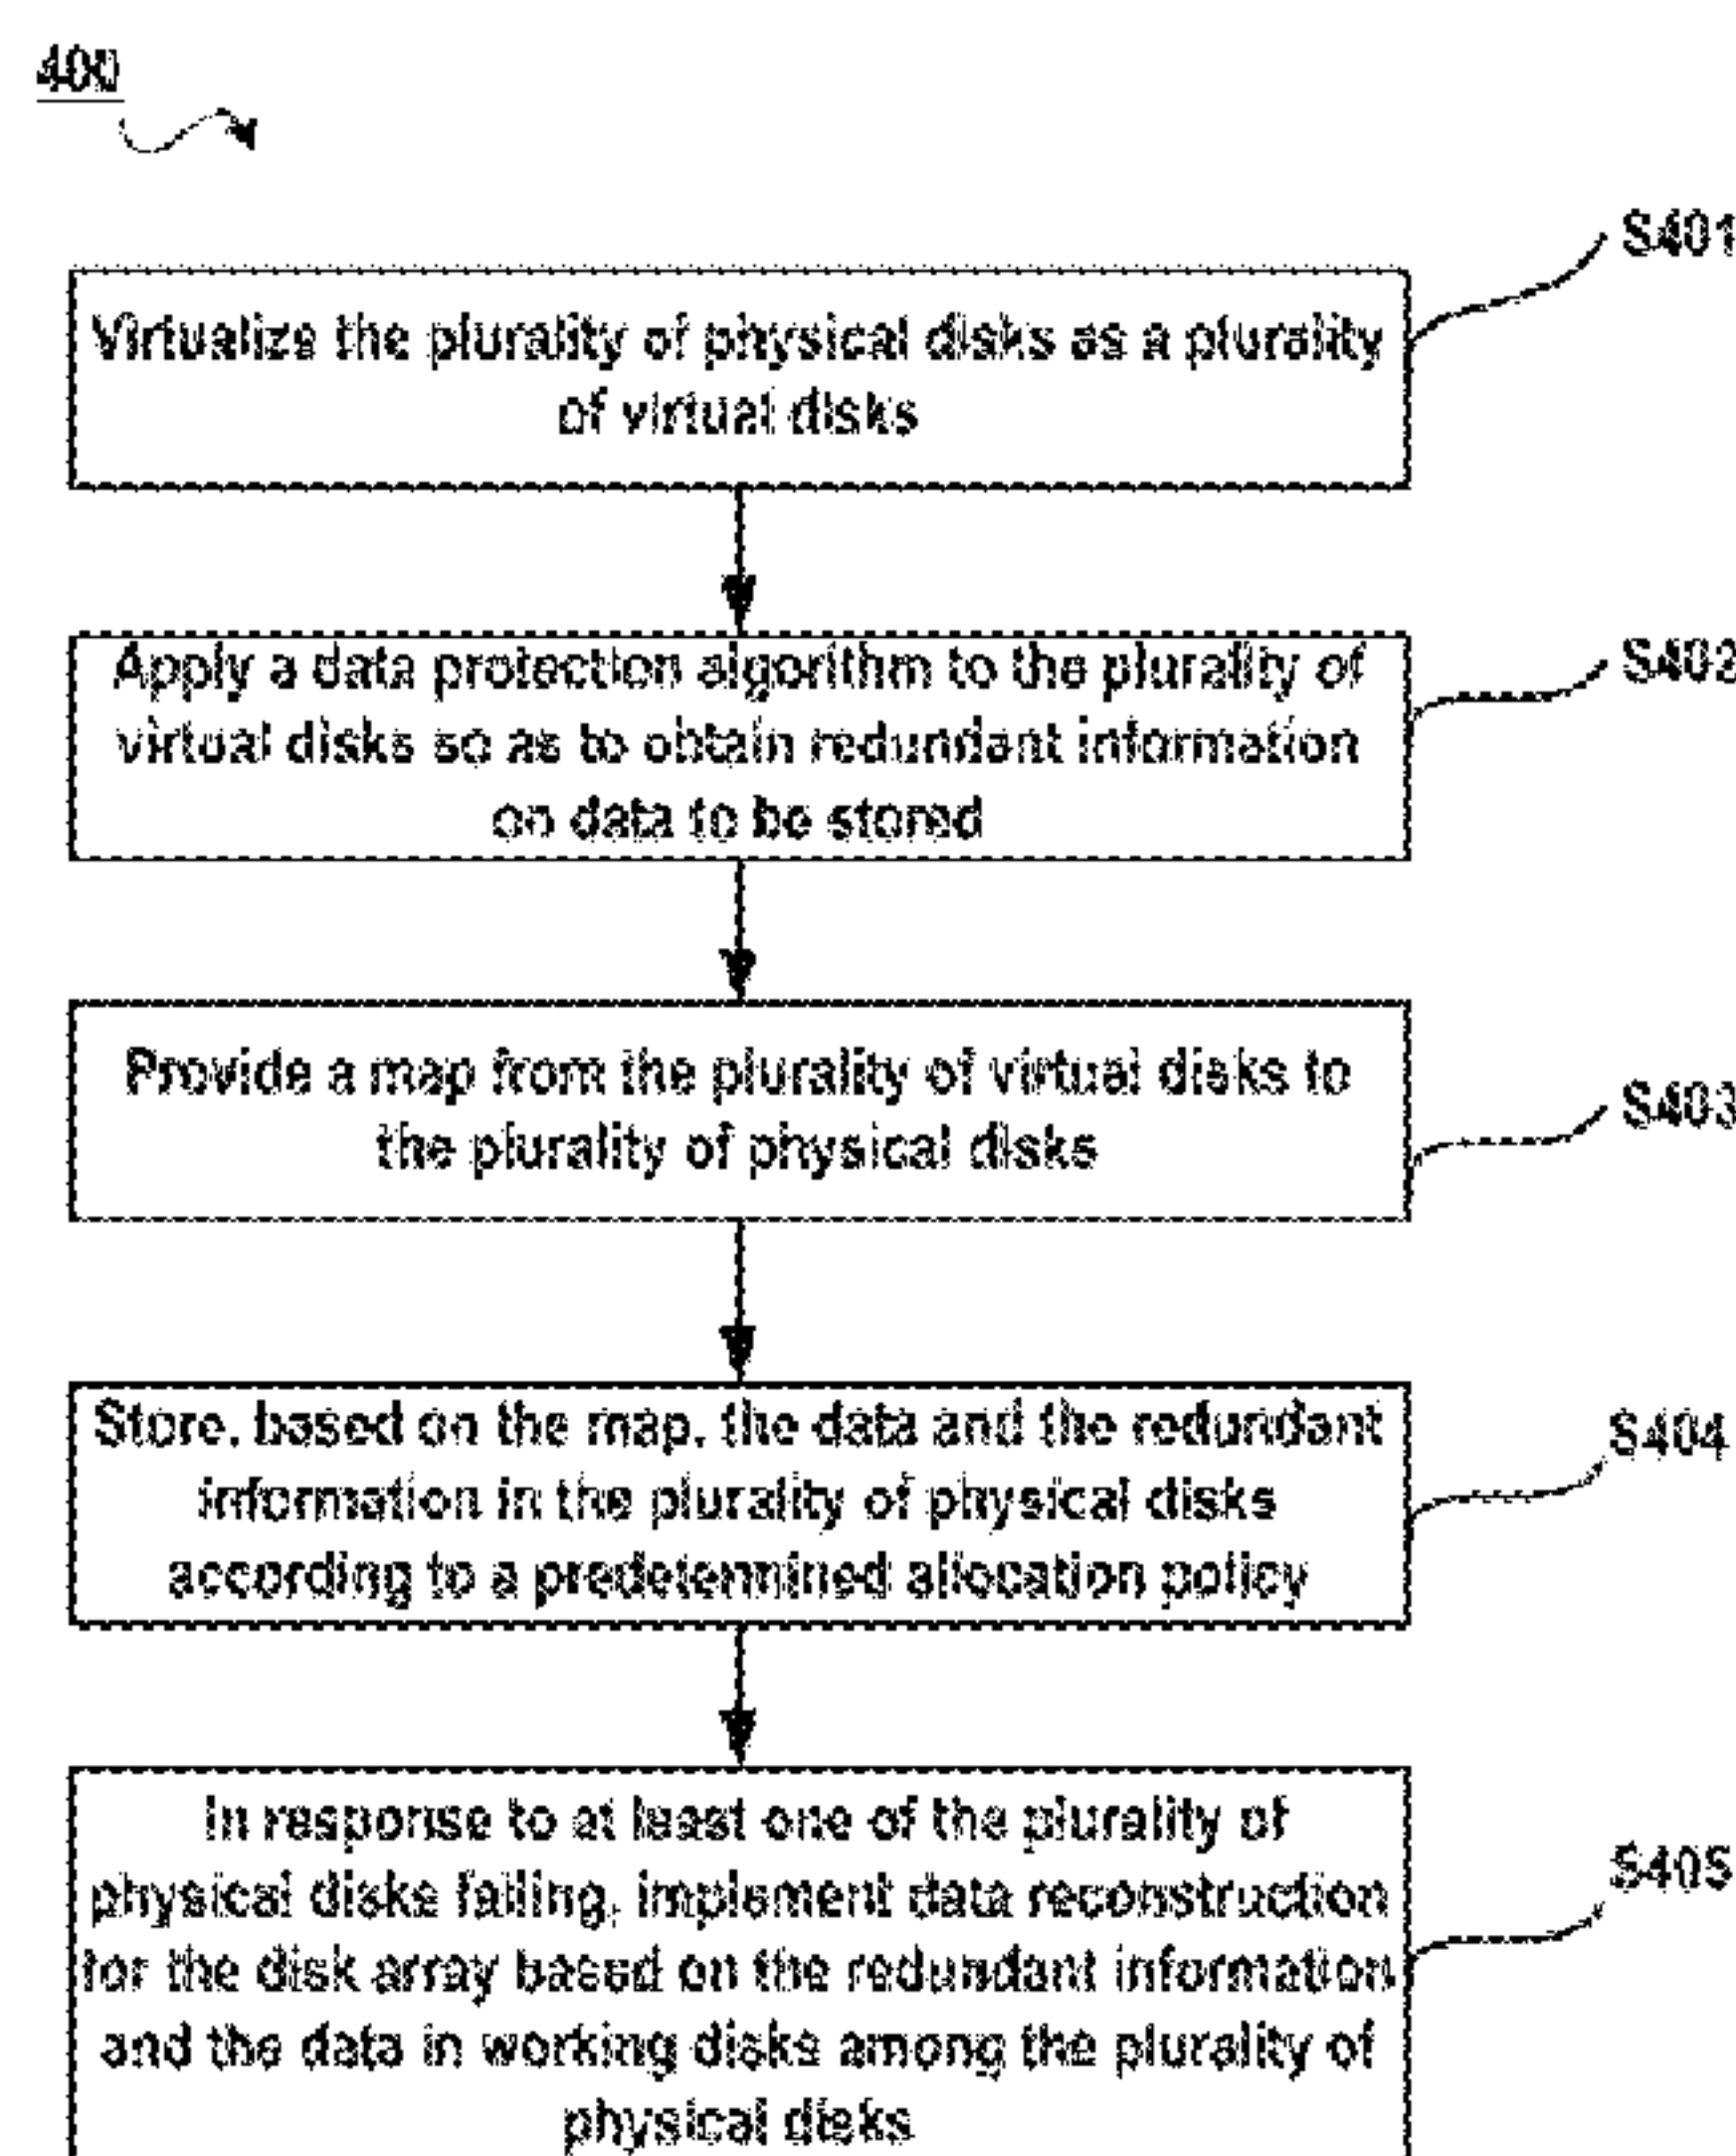 400
S401
Virtualize the plurality of physical disks as a plurality
of virtual disks
S402
Apply a data protection algorithm to the plurality of
virtual disks so as to obtain redundant information
on data to be stored
S403
Provide a map from the plurality of virtual disks to
the plurality of physical disks
S404
Store, based on the map, the data and the redundant
information in the plurality of physical disks
according to a predetermined allocation policy
S405
In response to at least one of the plurality of
physical disks failing, implement data reconstruction
for the disk array based on the redundant information
and the data in working disks among the plurality of
physical disks